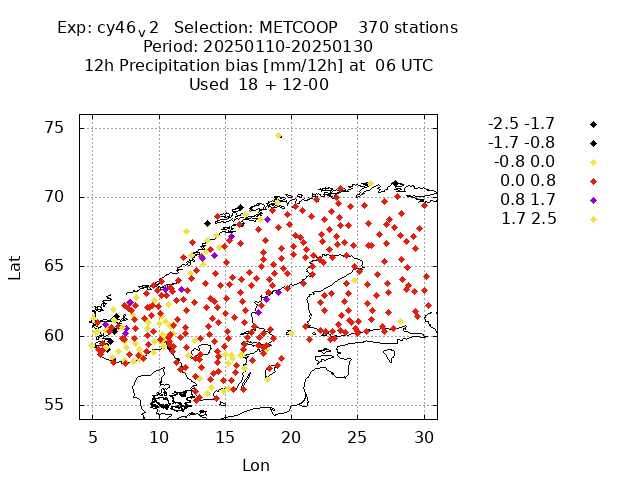 Exp: cy46v2 Selection: METCOOP 370 stations
Period: 20250110-20250130
12h Precipitation bias [mm/12h] at 06 UTC
Used 18 + 12-00
-2.5 -1.7
-1.7 -0.8
-0.8 0.0
0.0 0.8
0.8 1.7
1.7 2.5
75
70
65
60
55
Lat
5 10 15 20 25 30
Lon